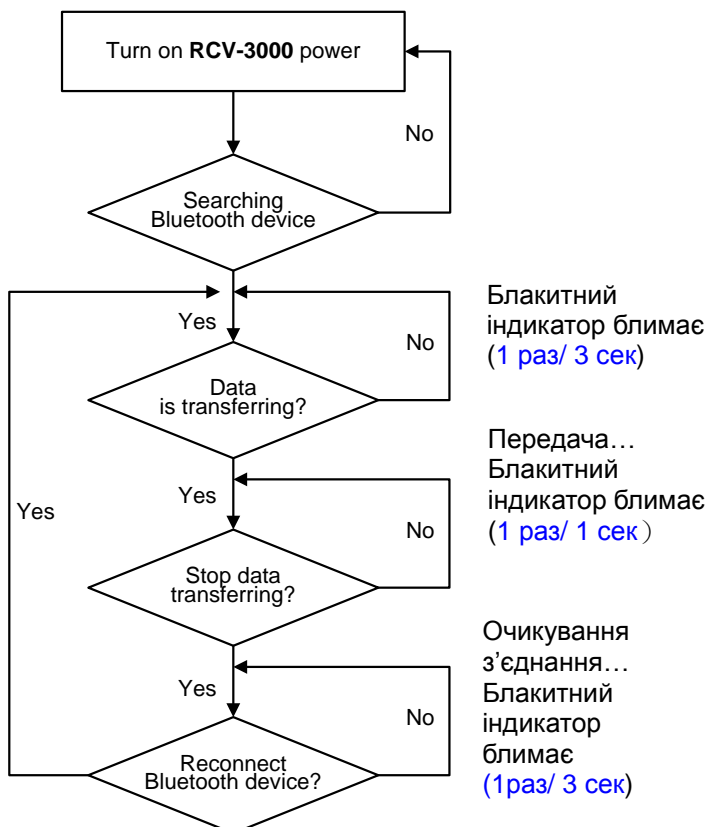 Turn on RCV-3000 power
No
Searching
Bluetooth device
Yes
No
Блакитний
індикатор блимає
(1 раз/ 3 сек)
Data
is transferring?
Yes
Yes
No
Передача…
Блакитний
індикатор блимає
(1 раз/ 1 сек）
Stop data
transferring?
Yes
No
Очикування
з’єднання…
Блакитний
індикатор
блимає
(1раз/ 3 сек)
Reconnect
Bluetooth device?